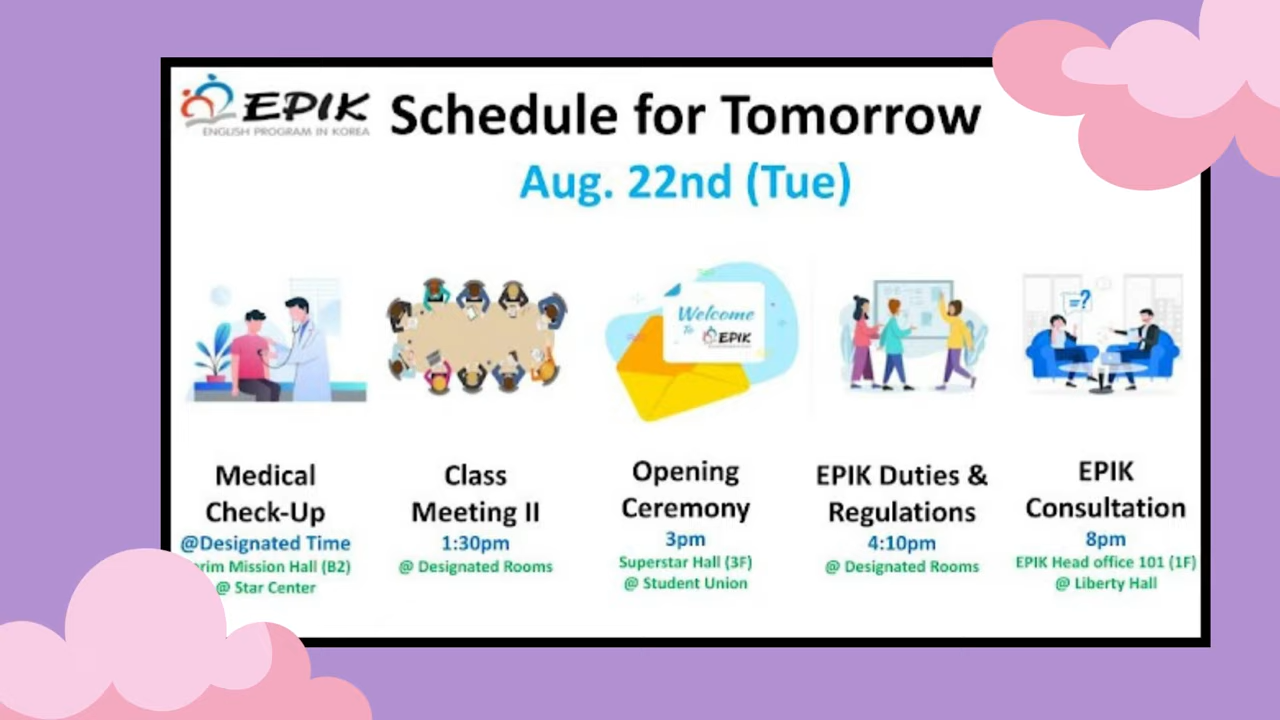 EPIK
ENGLISH PROGRAM IN KOREA
Schedule for Tomorrow
Aug. 22nd (Tue)
Welcome
To EPIK
Medical
Check-Up
@Designated Time
Mission Hall (B2)
@ Star Center
Class
Meeting II
1:30pm
@ Designated Rooms
Opening
Ceremony
3pm
Superstar Hall (3F)
@ Student Union
EPIK Duties &
Regulations
4:10pm
@ Designated Rooms
=?
EPIK
Consultation
8pm
EPIK Head office 101 (1F)
@ Liberty Hall